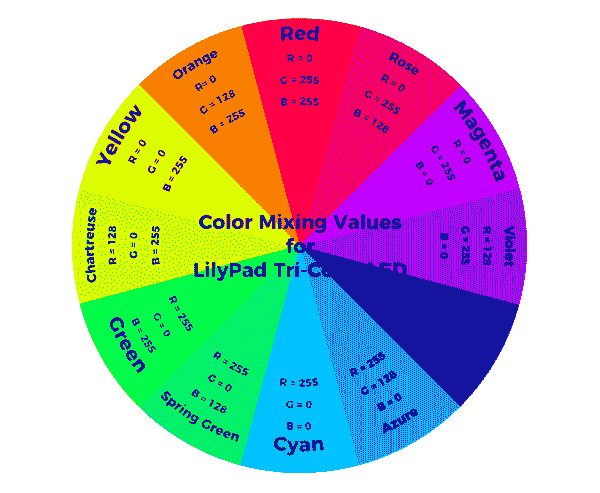 Red
R = 0
G = 255
B = 255
Rose
R = 0
G = 255
B = 128
Magenta
R = 0
G = 255
B = 0
Violet
R = 128
G = 255
B = 0
Azure
R = 255
G = 128
B = 0
Cyan
R = 255
G = 0
B = 0
Spring Green
R = 255
G = 0
B = 128
Green
R = 255
G = 0
B = 255
Chartreuse
R = 128
G = 0
B = 255
Yellow
R = 0
G = 0
B = 255
Orange
R = 0
G = 128
B = 255
Color Mixing Values
for
LilyPad Tri-Color LED